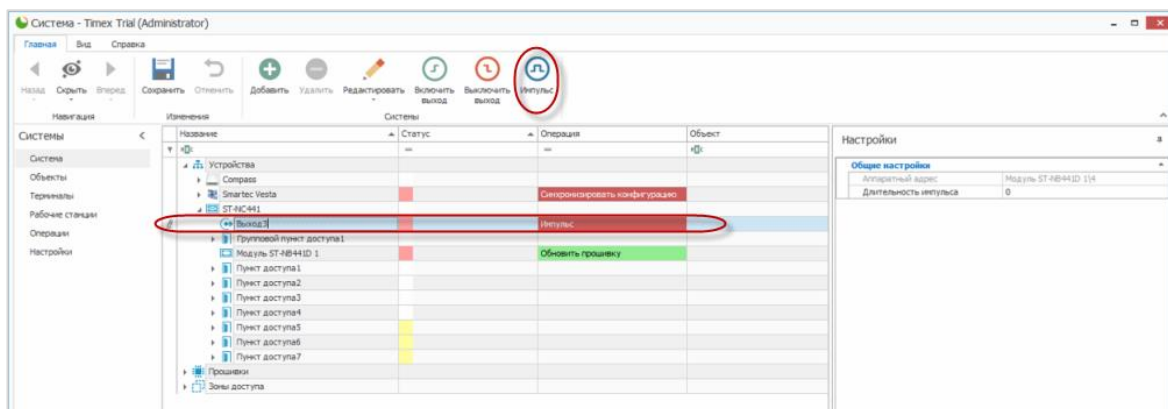 Система - Timex Trial (Administrator)
Главная Вид Справка
Назад Скрыть Вперед Сохранить Отменить Добавить Удалить Редактировать Включить выход Выключить выход Импульс
Навигация Изменения Системы
Системы
Система
Объекты
Терминалы
Рабочие станции
Операции
Настройки
Название Статус Операция Объект
Устройства
Compass
Smartec Vesta Синхронизировать конфигурацию
ST-NC441
Выход3 Импульс
Групповой пункт доступа1
Модуль ST-NB441D 1 Обновить прошивку
Пункт доступа1
Пункт доступа2
Пункт доступа3
Пункт доступа4
Пункт доступа5
Пункт доступа6
Пункт доступа7
Прошивки
Зоны доступа
Настройки
Общие настройки
Аппаратный адрес Модуль ST-NB441D 1\4
Длительность импульса 0